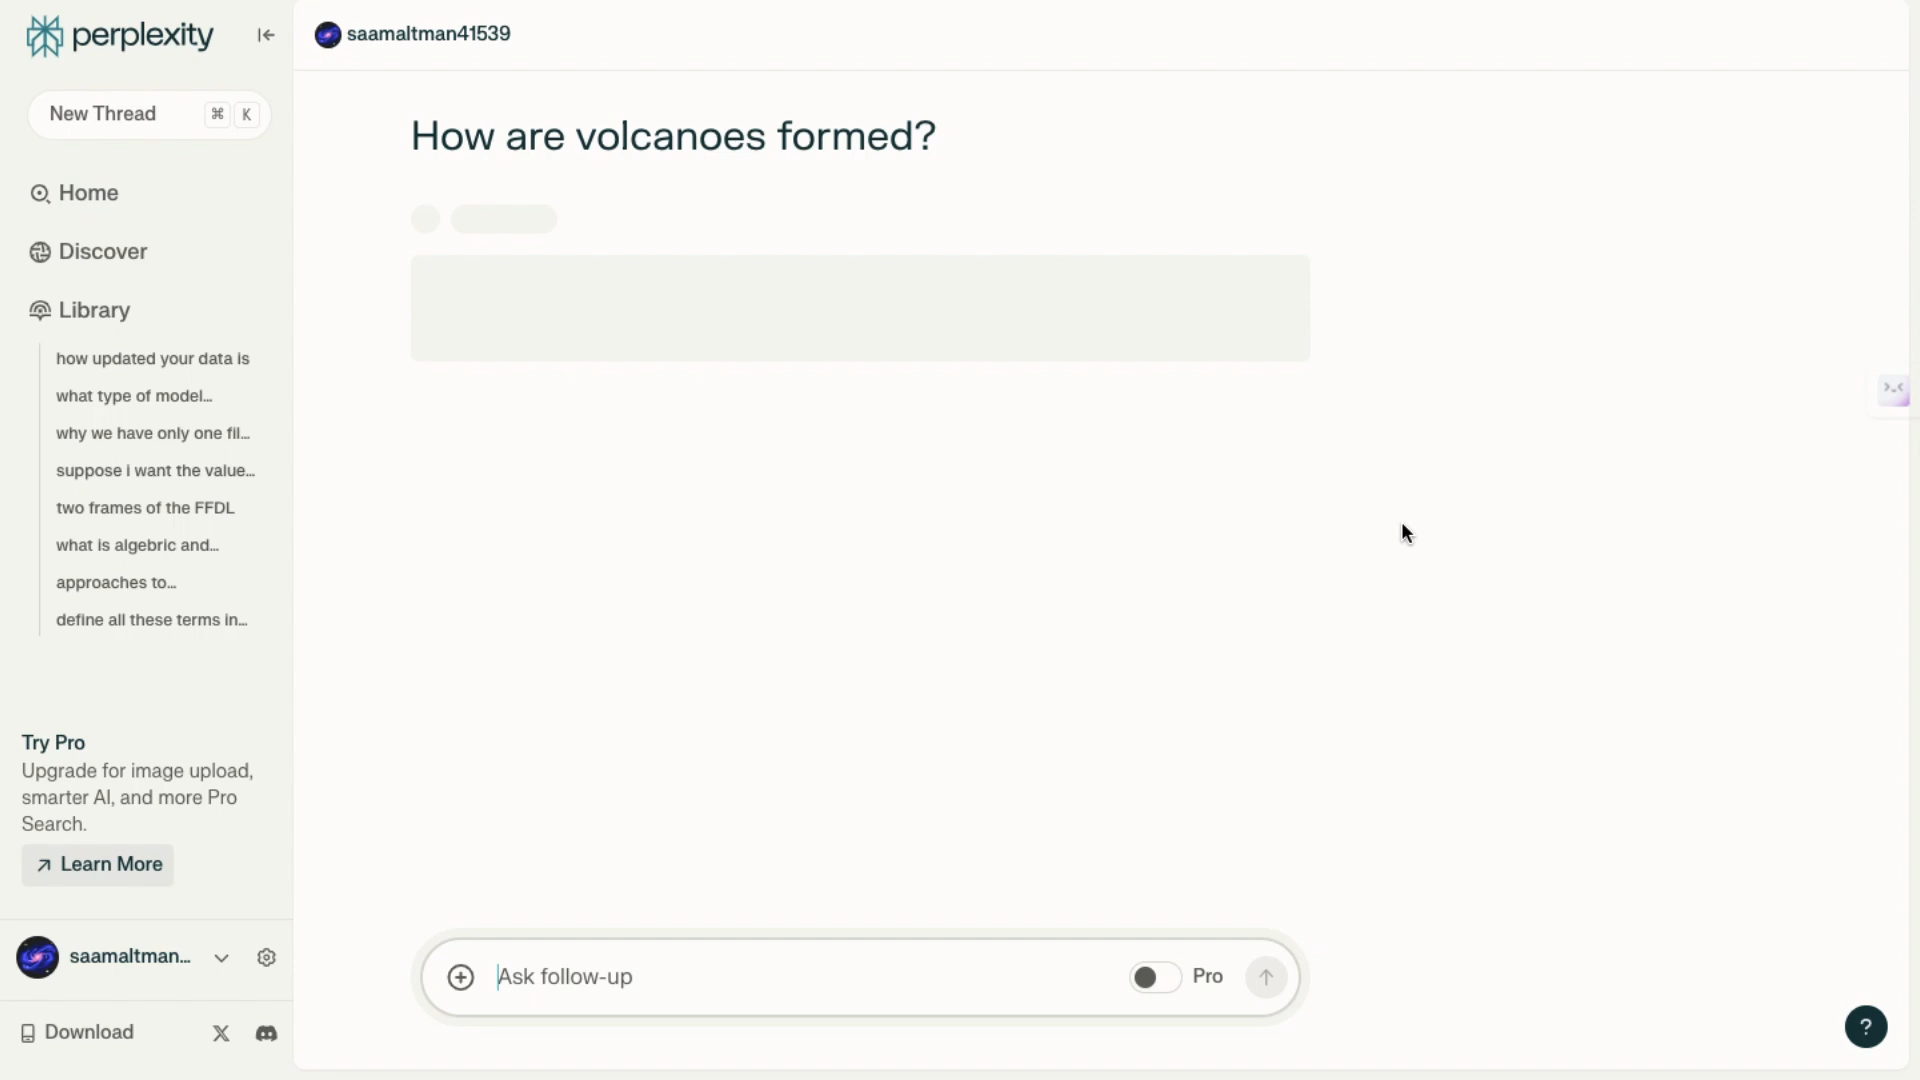 perplexity
New Thread ⌘ K
Home
Discover
Library
how updated your data is
what type of model…
why we have only one fil…
suppose i want the value…
two frames of the FFDL
what is algebric and…
approaches to…
define all these terms in…
Try Pro
Upgrade for image upload,
smarter AI, and more Pro
Search.
Learn More
saamaltman…
Download
saamaltman41539
How are volcanoes formed?
Ask follow-up
Pro
?